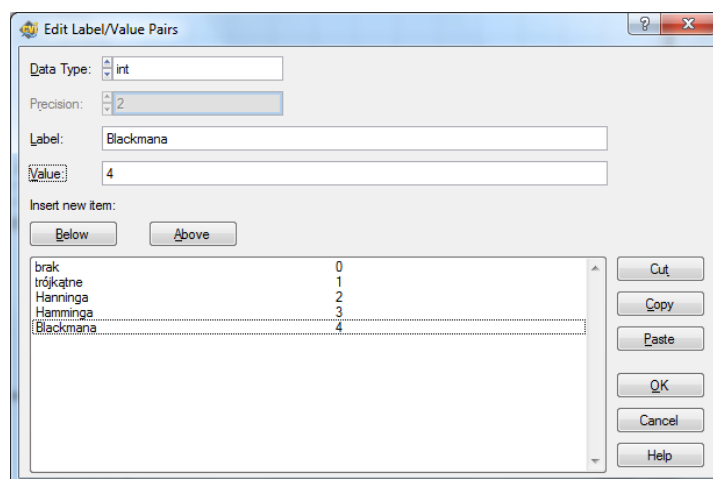 Edit Label/Value Pairs
Data Type: int
Precision: 2
Label: Blackmana
Value: 4
Insert new item:
Below Above
brak 0
trójkątne 1
Hanninga 2
Hamminga 3
Blackmana 4
Cut
Copy
Paste
OK
Cancel
Help